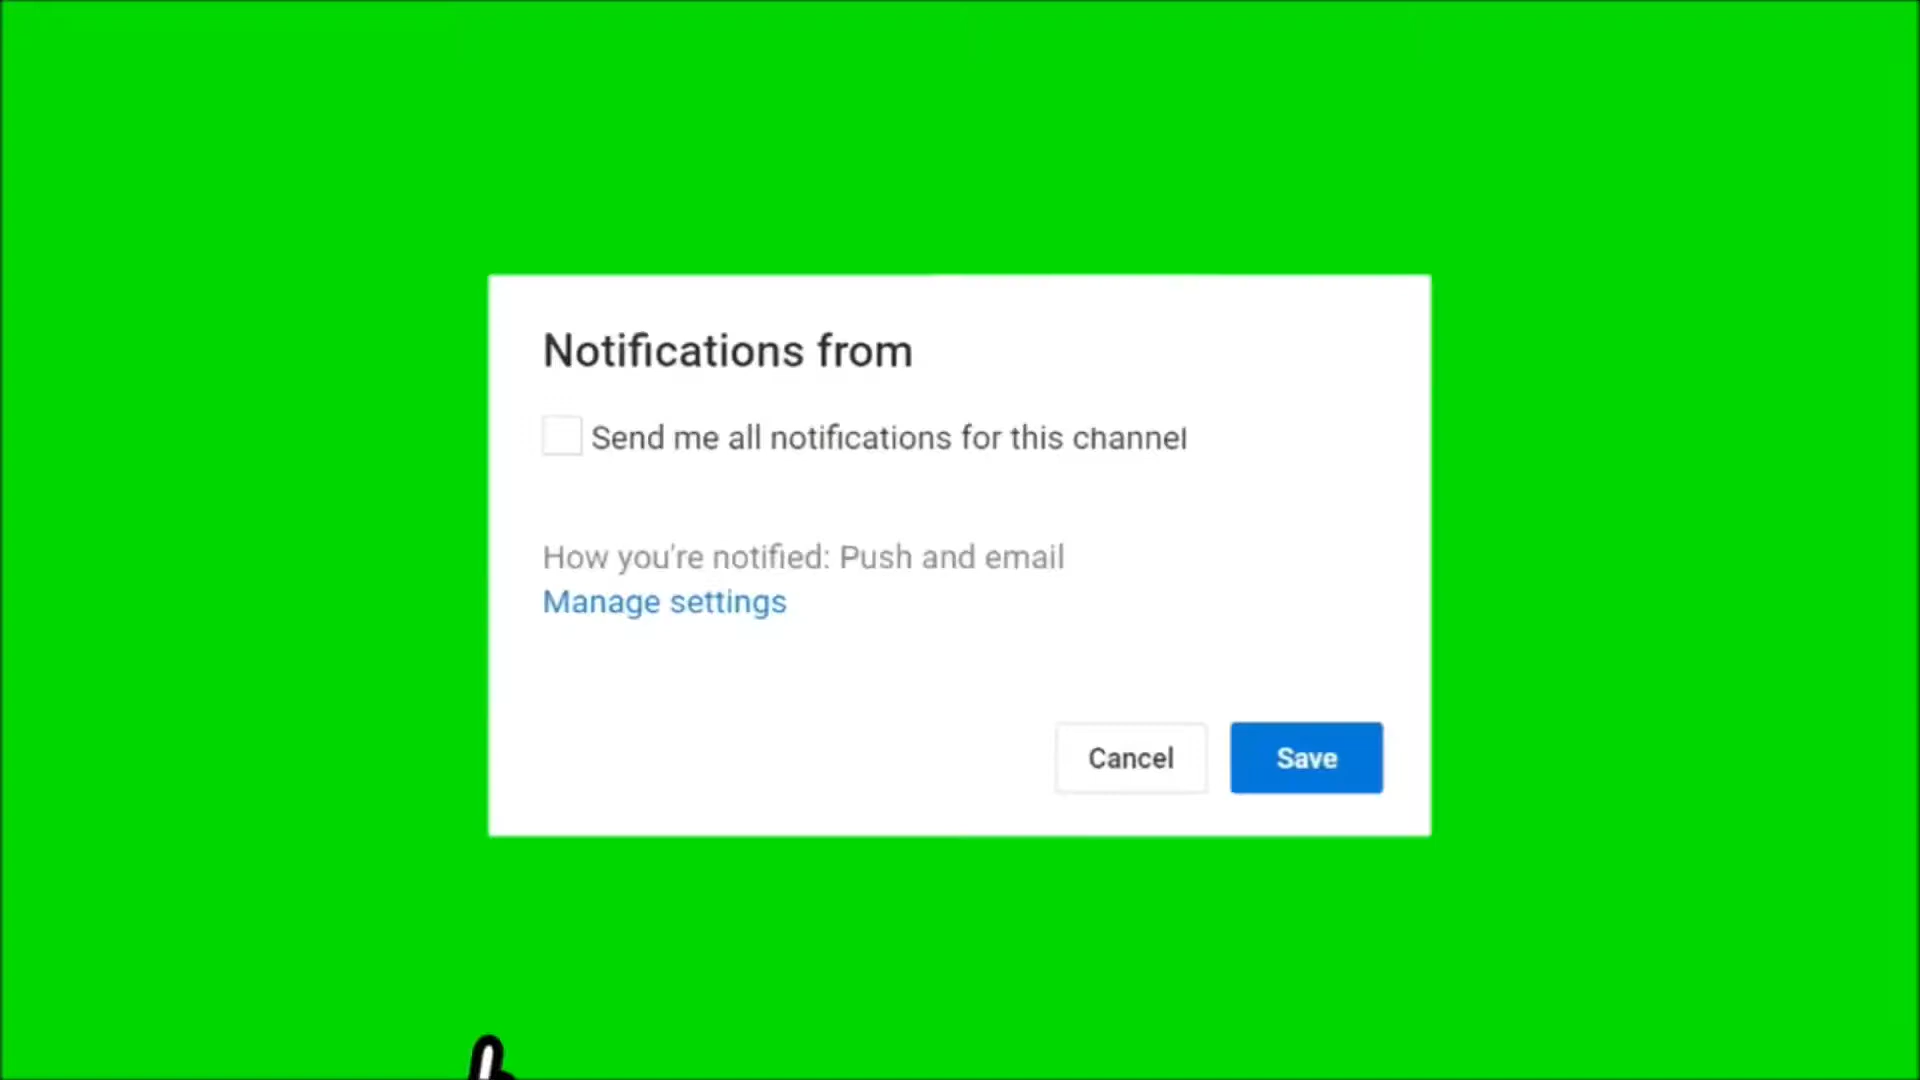 Notifications from
Send me all notifications for this channel
How you're notified: Push and email
Manage settings
Cancel
Save